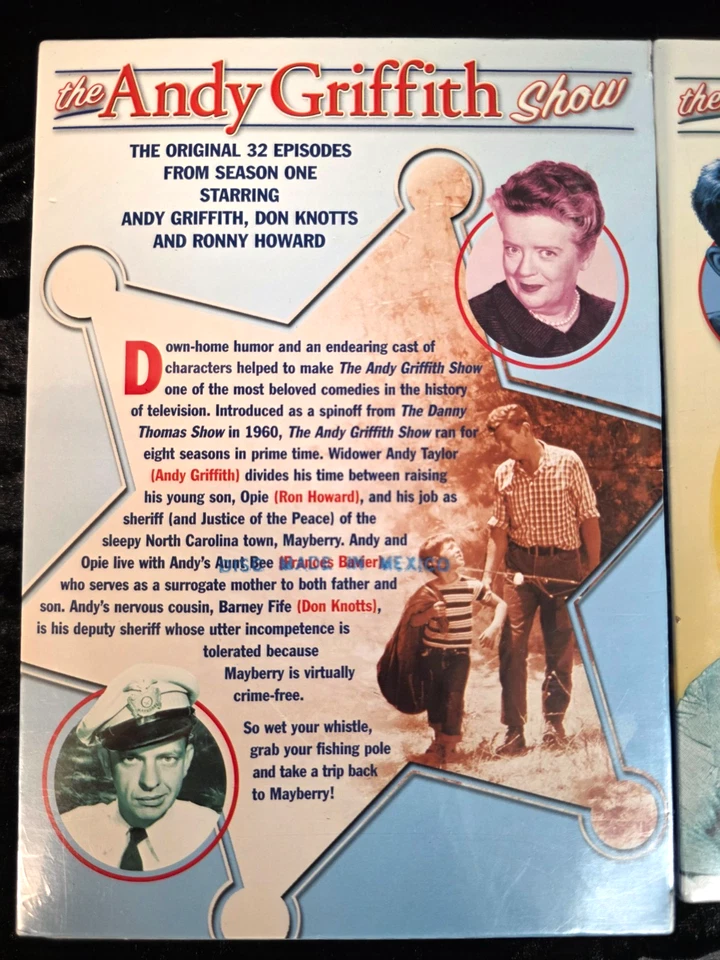 the Andy Griffith Show
THE ORIGINAL 32 EPISODES
FROM SEASON ONE
STARRING
ANDY GRIFFITH, DON KNOTTS
AND RONNY HOWARD
Down-home humor and an endearing cast of
characters helped to make The Andy Griffith Show
one of the most beloved comedies in the history
of television. Introduced as a spinoff from The Danny
Thomas Show in 1960, The Andy Griffith Show ran for
eight seasons in prime time. Widower Andy Taylor
(Andy Griffith) divides his time between raising
his young son, Opie (Ron Howard), and his job as
sheriff (and Justice of the Peace) of the
sleepy North Carolina town, Mayberry. Andy and
Opie live with Andy's Aunt Bee (Frances Bavier),
DISC MADE IN MEXICO
who serves as a surrogate mother to both father and
son. Andy's nervous cousin, Barney Fife (Don Knotts),
is his deputy sheriff whose utter incompetence is
tolerated because
Mayberry is virtually
crime-free.
So wet your whistle,
grab your fishing pole
and take a trip back
to Mayberry!
the